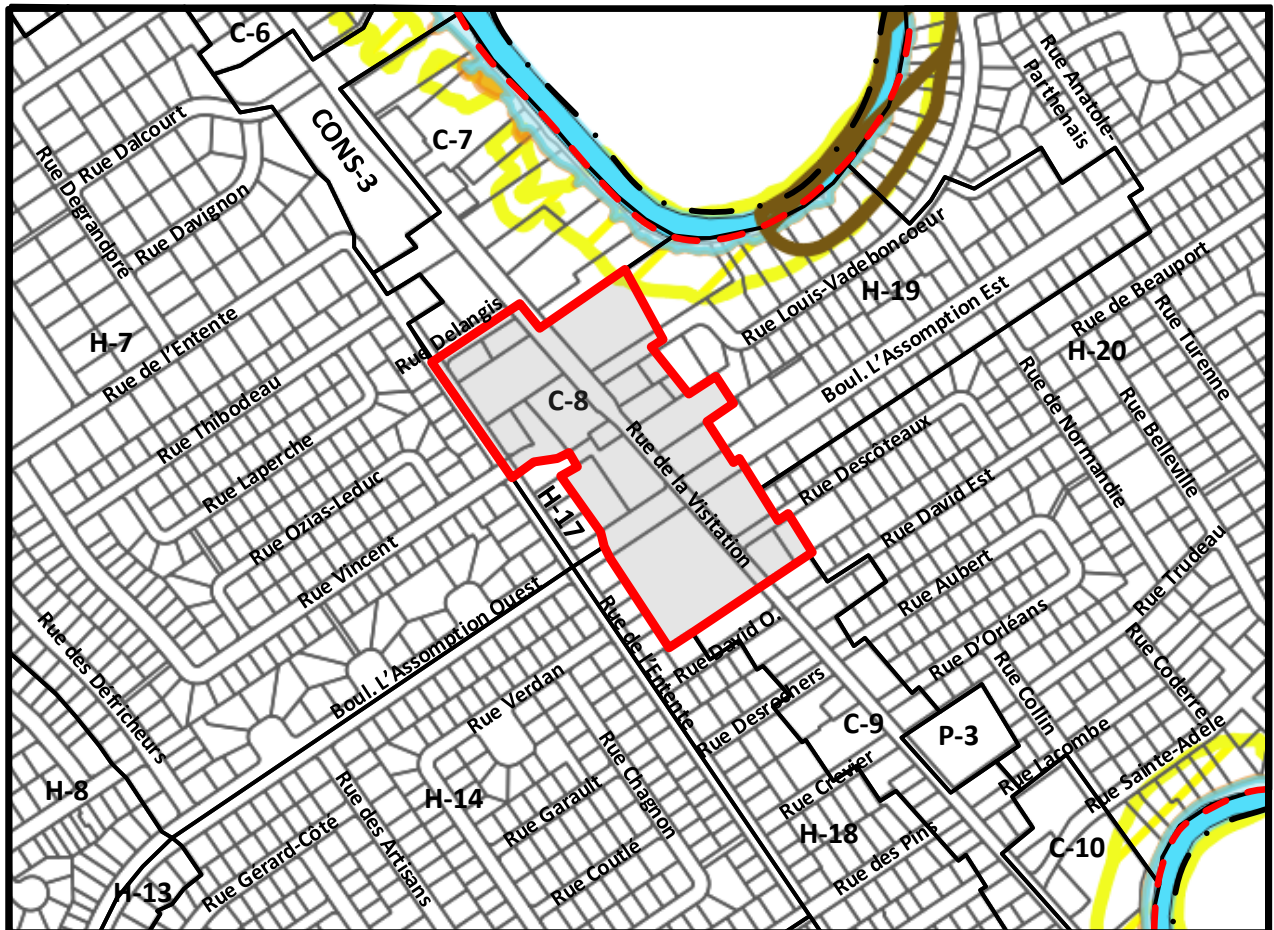 C-6
Rue Anatole-
Parthenais
Rue Dalcourt
CONS-3
C-7
Rue Degrandpré
Rue Davignon
Rue Louis-Vadeboncoeur
H-19
Rue de Beauport
Rue Delangis
Boul. L'Assomption Est
Rue Turenne
H-7
Rue de l'Entente
H-20
Rue Thibodeau
C-8
Rue de Normandie
Rue Belleville
Rue Laperche
Rue de la Visitation
Rue Descôteaux
Rue Ozias-Leduc
H-17
Rue David Est
Rue Vincent
Rue Aubert
Rue Trudeau
Boul. L'Assomption Ouest
Rue de l'Entente
Rue David O.
Rue D'Orléans
Rue des Défricheurs
Rue Verdan
Rue Desrochers
Rue Collin
Rue Coderre
C-9
P-3
Rue Lacombe
Rue Sainte-Adèle
H-8
H-14
Rue Chagnon
Rue Crevier
Rue des Artisans
Rue Garault
H-18
C-10
H-13
Rue Gérard-Côte
Rue Coutlé
Rue des Pins